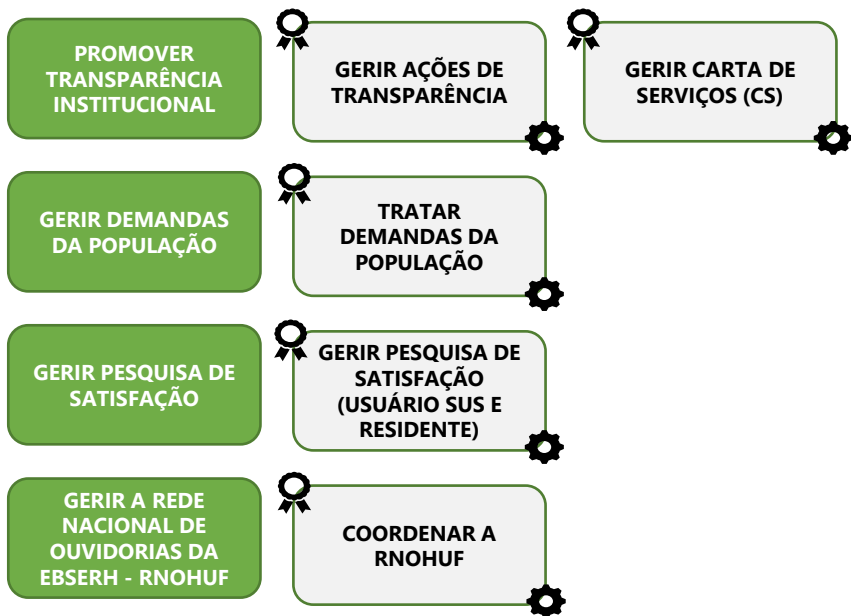 PROMOVER
TRANSPARÊNCIA
INSTITUCIONAL
GERIR AÇÕES DE
TRANSPARÊNCIA
GERIR CARTA DE
SERVIÇOS (CS)
GERIR DEMANDAS
DA POPULAÇÃO
TRATAR
DEMANDAS DA
POPULAÇÃO
GERIR PESQUISA DE
SATISFAÇÃO
GERIR PESQUISA DE
SATISFAÇÃO
(USUÁRIO SUS E
RESIDENTE)
GERIR A REDE
NACIONAL DE
OUVIDORIAS DA
EBSERH - RNOHUF
COORDENAR A
RNOHUF